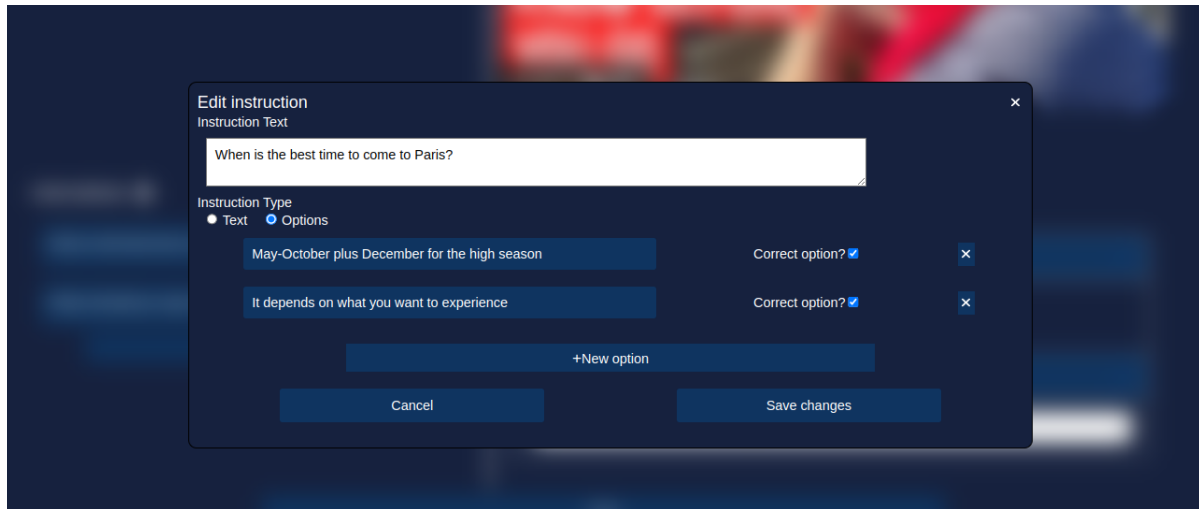 Edit instruction
×
Instruction Text
When is the best time to come to Paris?
Instruction Type
Text Options
May-October plus December for the high season Correct option? ×
It depends on what you want to experience Correct option? ×
+New option
Cancel Save changes